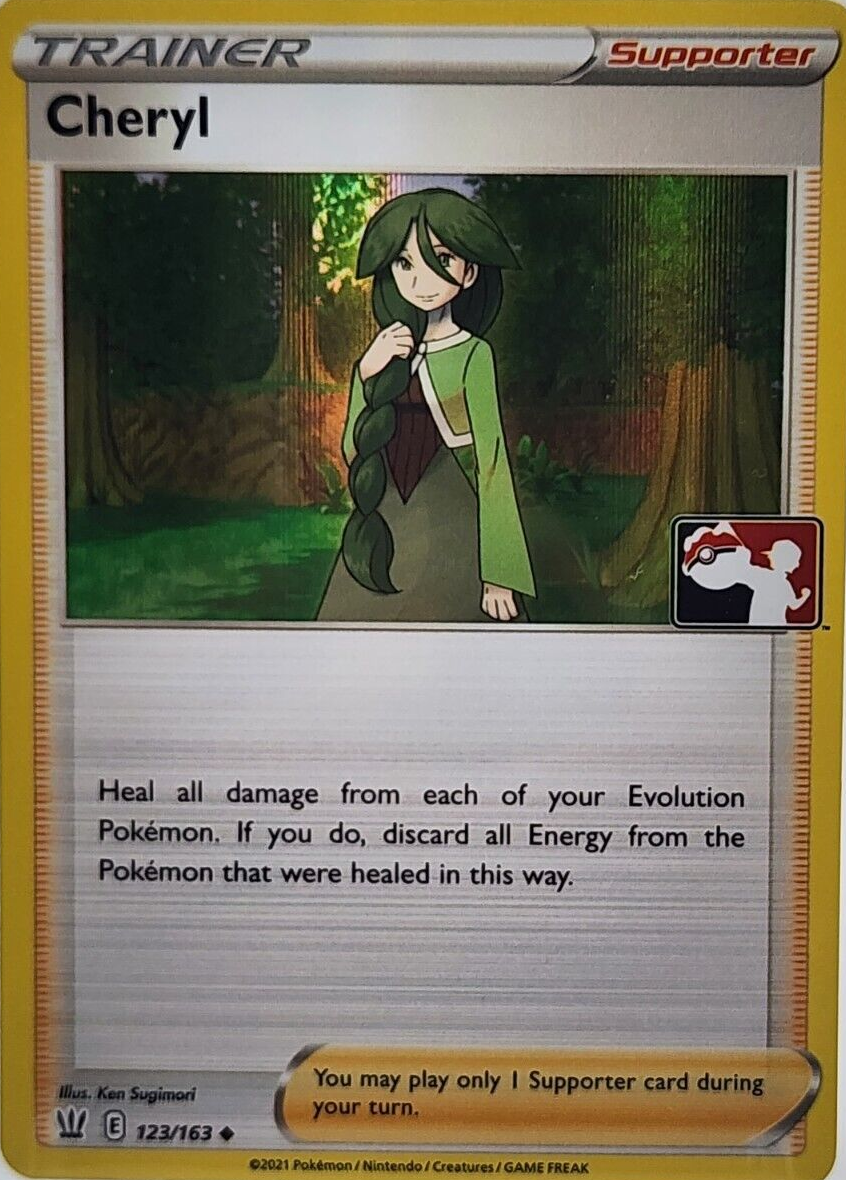 TRAINER
Supporter
Cheryl
™
Heal all damage from each of your Evolution
Pokémon. If you do, discard all Energy from the
Pokémon that were healed in this way.
You may play only 1 Supporter card during
your turn.
Illus. Ken Sugimori
E 123/163 ◆
©2021 Pokémon / Nintendo / Creatures / GAME FREAK